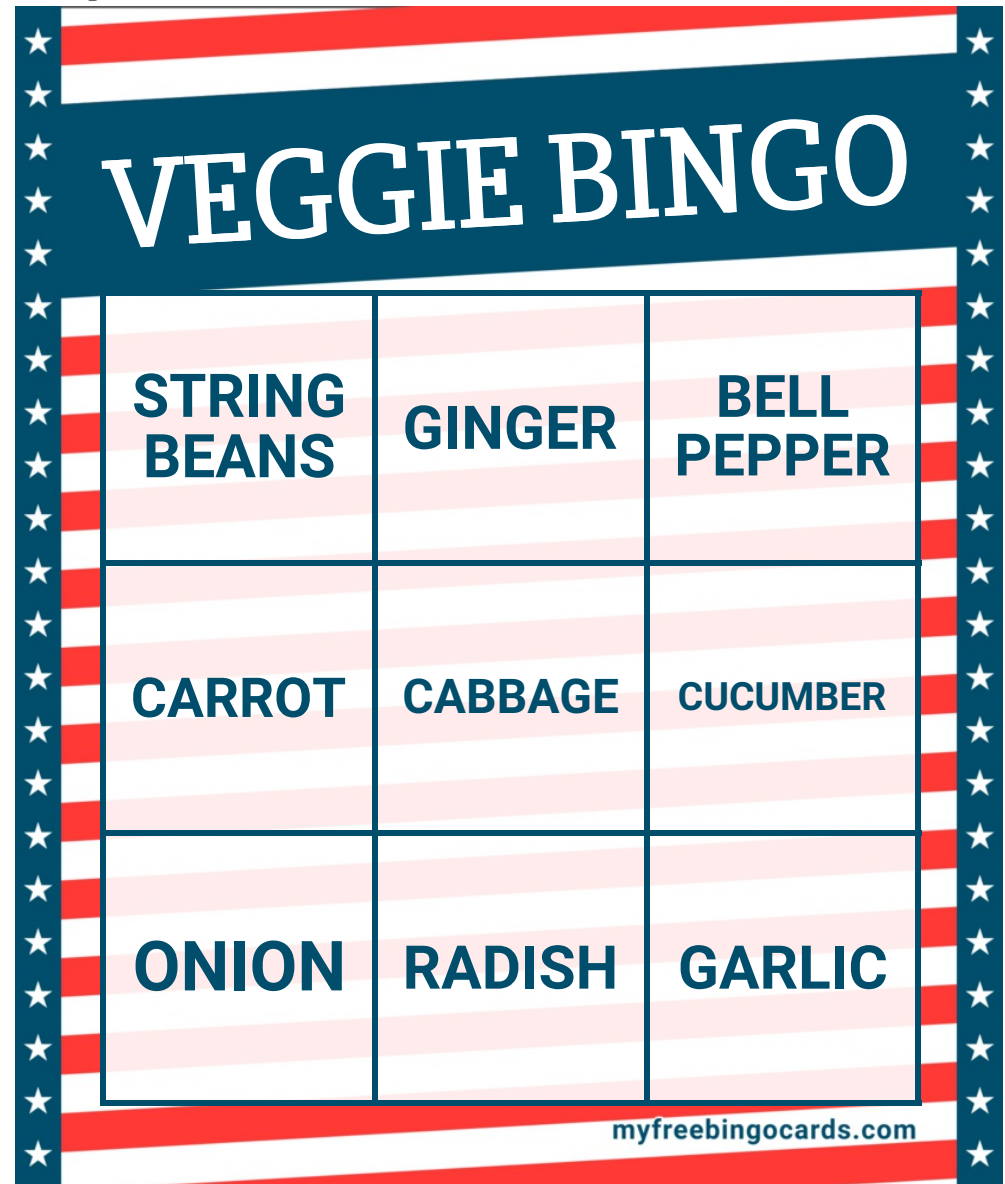 VEGGIE BINGO
STRING
BEANS
GINGER
BELL
PEPPER
CARROT
CABBAGE
CUCUMBER
ONION
RADISH
GARLIC
myfreebingocards.com